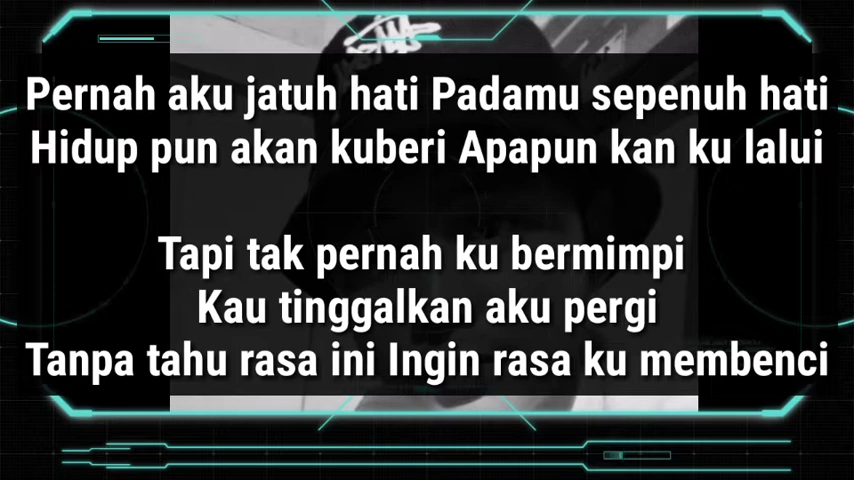 Pernah aku jatuh hati Padamu sepenuh hati
Hidup pun akan kuberi Apapun kan ku lalui
Tapi tak pernah ku bermimpi
Kau tinggalkan aku pergi
Tanpa tahu rasa ini Ingin rasa ku membenci